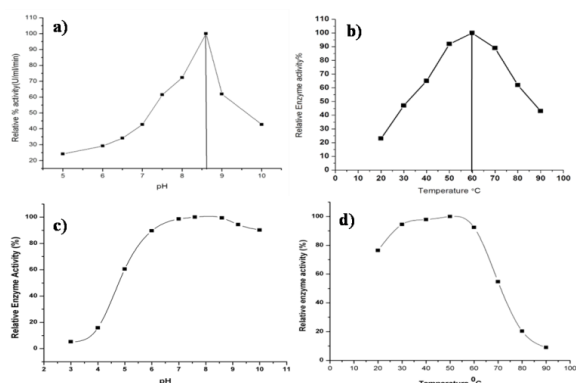 a)
Relative % activity(U/ml/min)
100
90
80
70
60
50
40
30
20
5 6 7 8 9 10
pH
b)
Relative Enzyme activity%
110
100
90
80
70
60
50
40
30
20
10
0
0 10 20 30 40 50 60 70 80 90 100
Temperature °C
c)
Relative Enzyme Activity (%)
100
80
60
40
20
0
2 3 4 5 6 7 8 9 10 11
pH
d)
Relative enzyme Activity (%)
100
80
60
40
20
0
0 10 20 30 40 50 60 70 80 90 100
Temperature °C